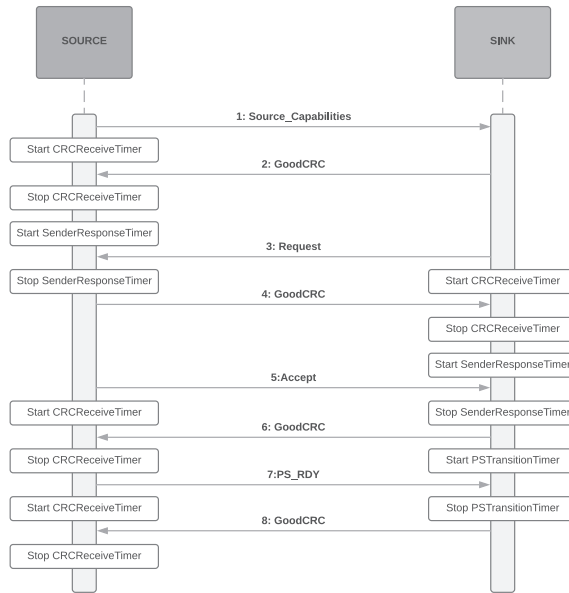 SOURCE
SINK
1: Source_Capabilities
Start CRCReceiveTimer
2: GoodCRC
Stop CRCReceiveTimer
Start SenderResponseTimer
3: Request
Stop SenderResponseTimer
Start CRCReceiveTimer
4: GoodCRC
Stop CRCReceiveTimer
Start SenderResponseTimer
5:Accept
Start CRCReceiveTimer
Stop SenderResponseTimer
6: GoodCRC
Stop CRCReceiveTimer
Start PSTransitionTimer
7:PS_RDY
Start CRCReceiveTimer
Stop PSTransitionTimer
8: GoodCRC
Stop CRCReceiveTimer